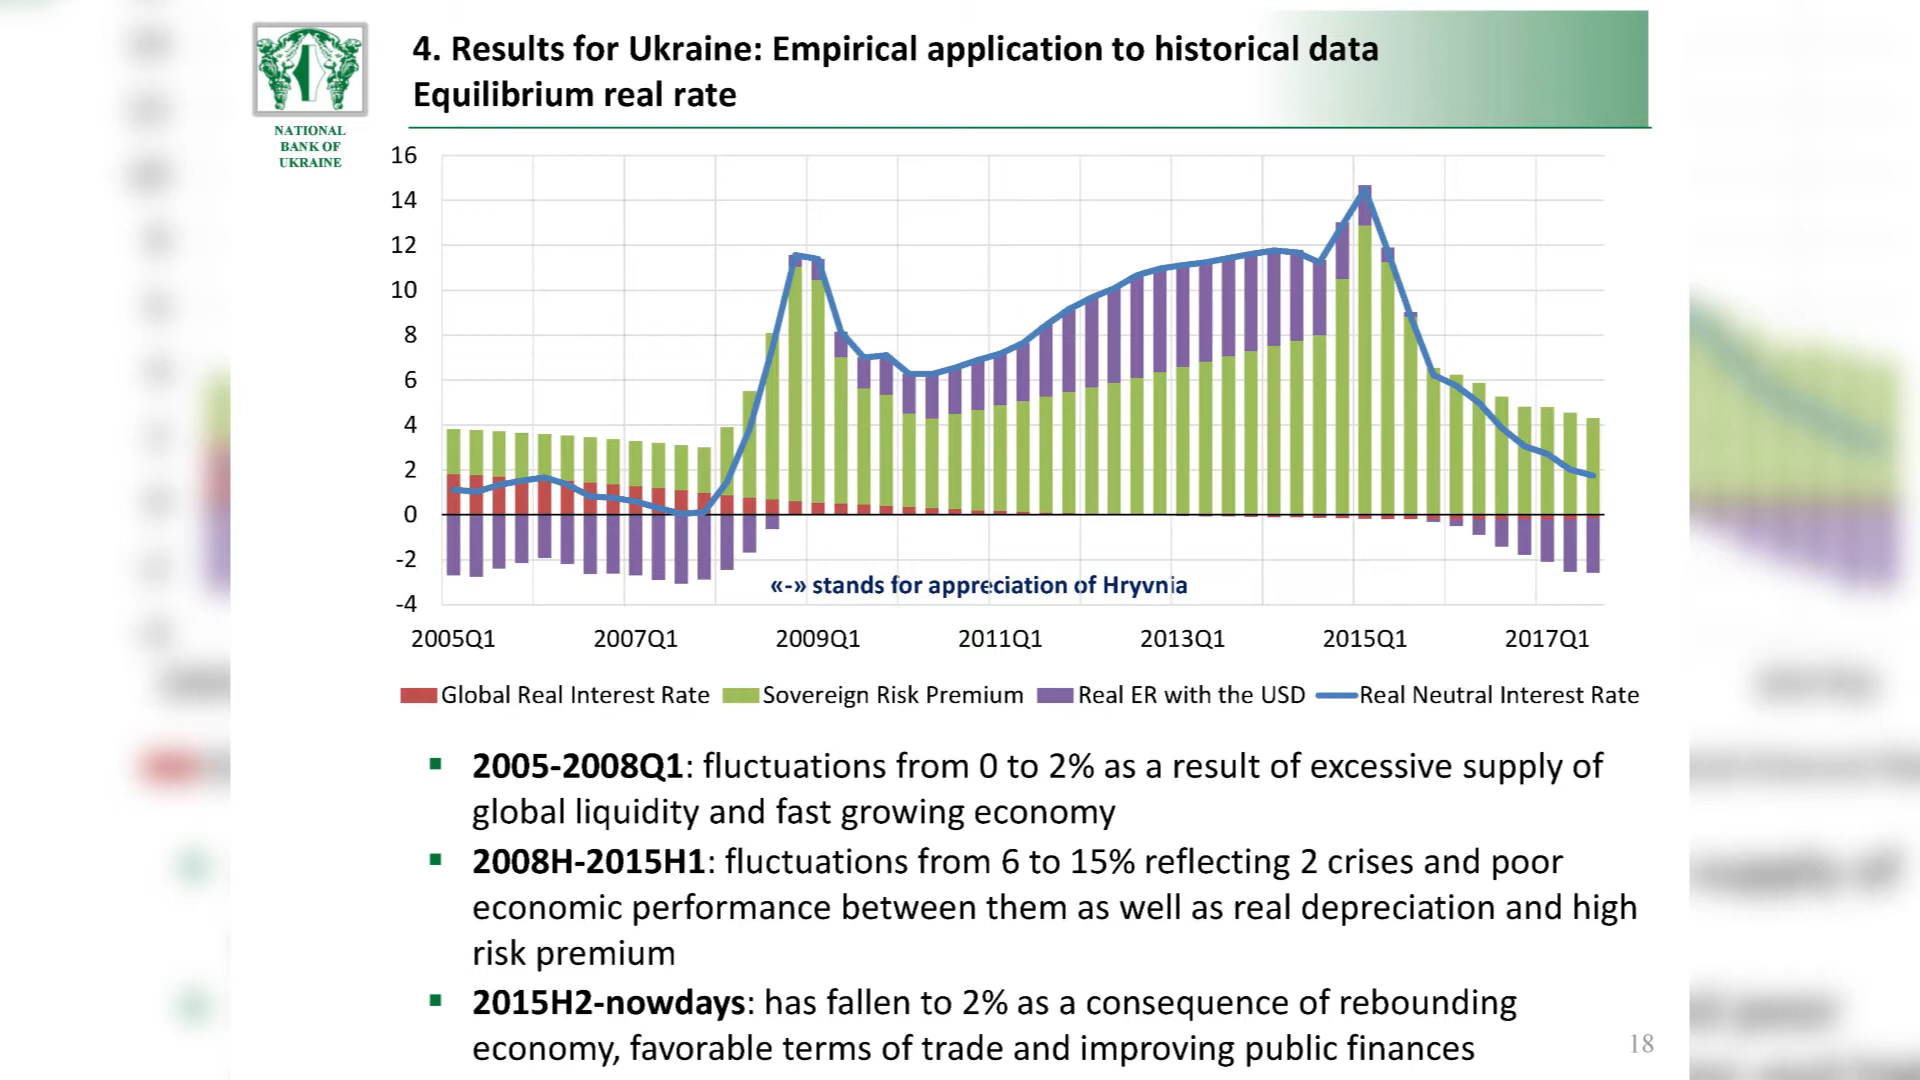 4. Results for Ukraine: Empirical application to historical data
Equilibrium real rate
NATIONAL
BANK OF
UKRAINE
16
14
12
10
8
6
4
2
0
-2
-4
«-» stands for appreciation of Hryvnia
2005Q1 2007Q1 2009Q1 2011Q1 2013Q1 2015Q1 2017Q1
Global Real Interest Rate Sovereign Risk Premium Real ER with the USD Real Neutral Interest Rate
2005-2008Q1: fluctuations from 0 to 2% as a result of excessive supply of
global liquidity and fast growing economy
2008H-2015H1: fluctuations from 6 to 15% reflecting 2 crises and poor
economic performance between them as well as real depreciation and high
risk premium
2015H2-nowdays: has fallen to 2% as a consequence of rebounding
economy, favorable terms of trade and improving public finances
18